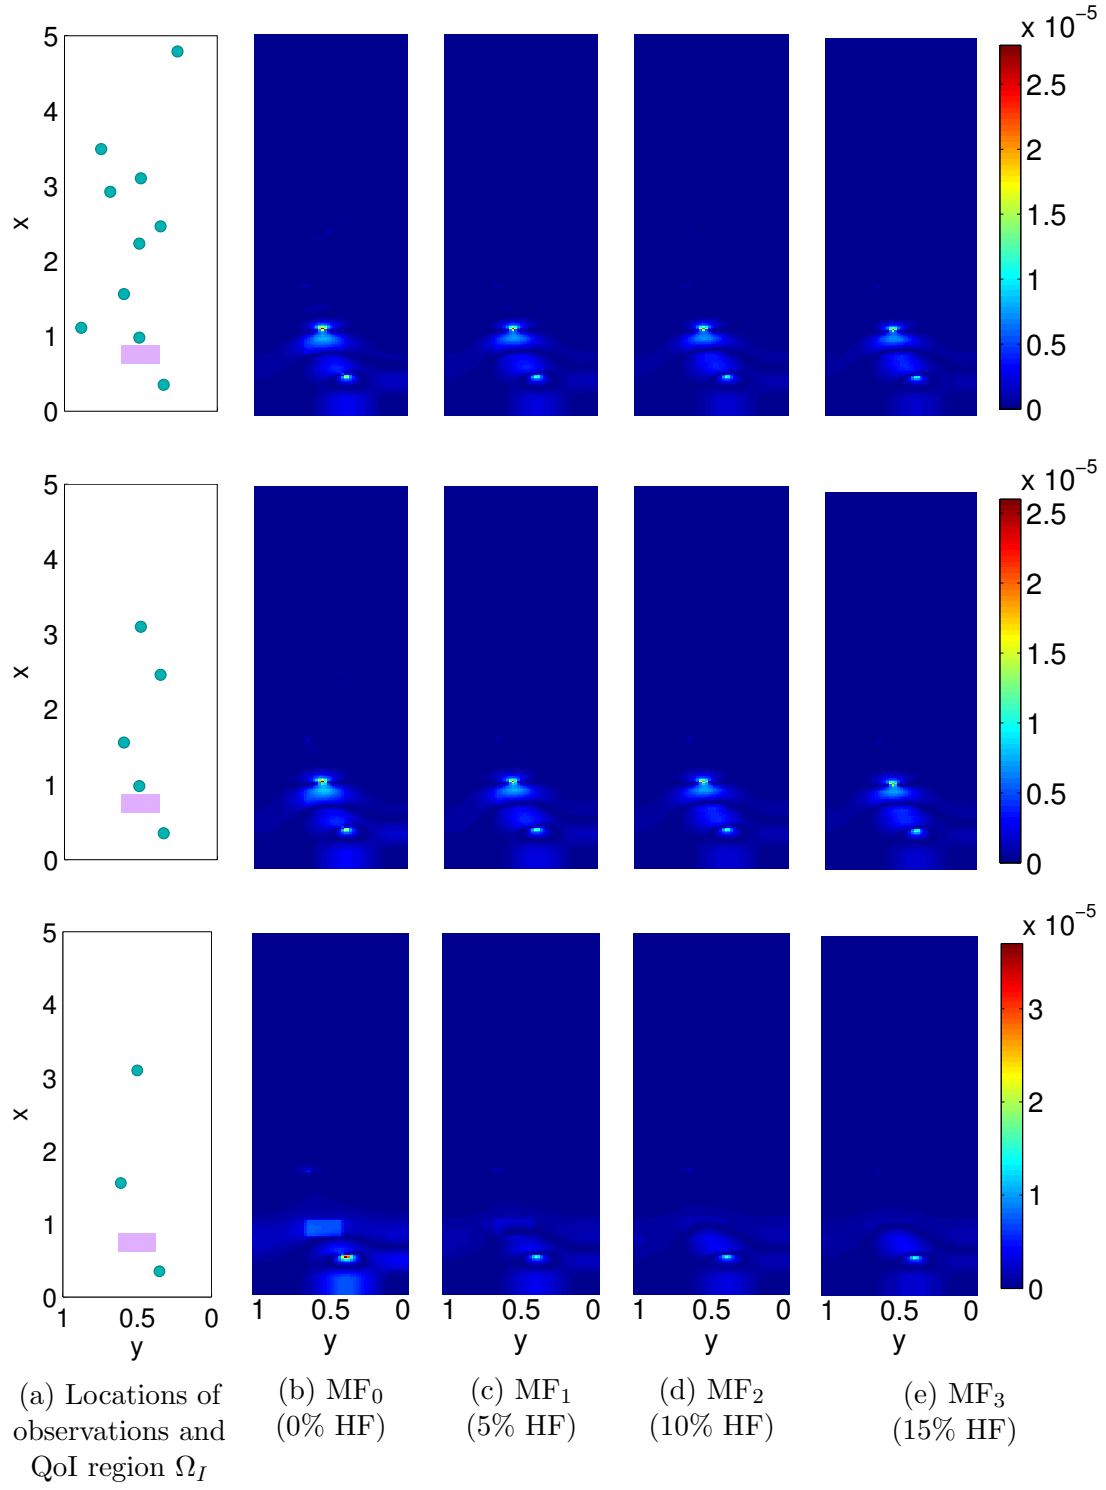 x 10⁻⁵
5
4
3
2
1
0
x
2.5
2
1.5
1
0.5
0
x 10⁻⁵
5
4
3
2
1
0
x
2.5
2
1.5
1
0.5
0
x 10⁻⁵
5
4
3
2
1
0
x
3
2
1
0
1 0.5 0
y
1 0.5 0
y
1 0.5 0
y
1 0.5 0
y
1 0.5 0
y
(a) Locations of
observations and
QoI region Ω_I
(b) MF₀
(0% HF)
(c) MF₁
(5% HF)
(d) MF₂
(10% HF)
(e) MF₃
(15% HF)